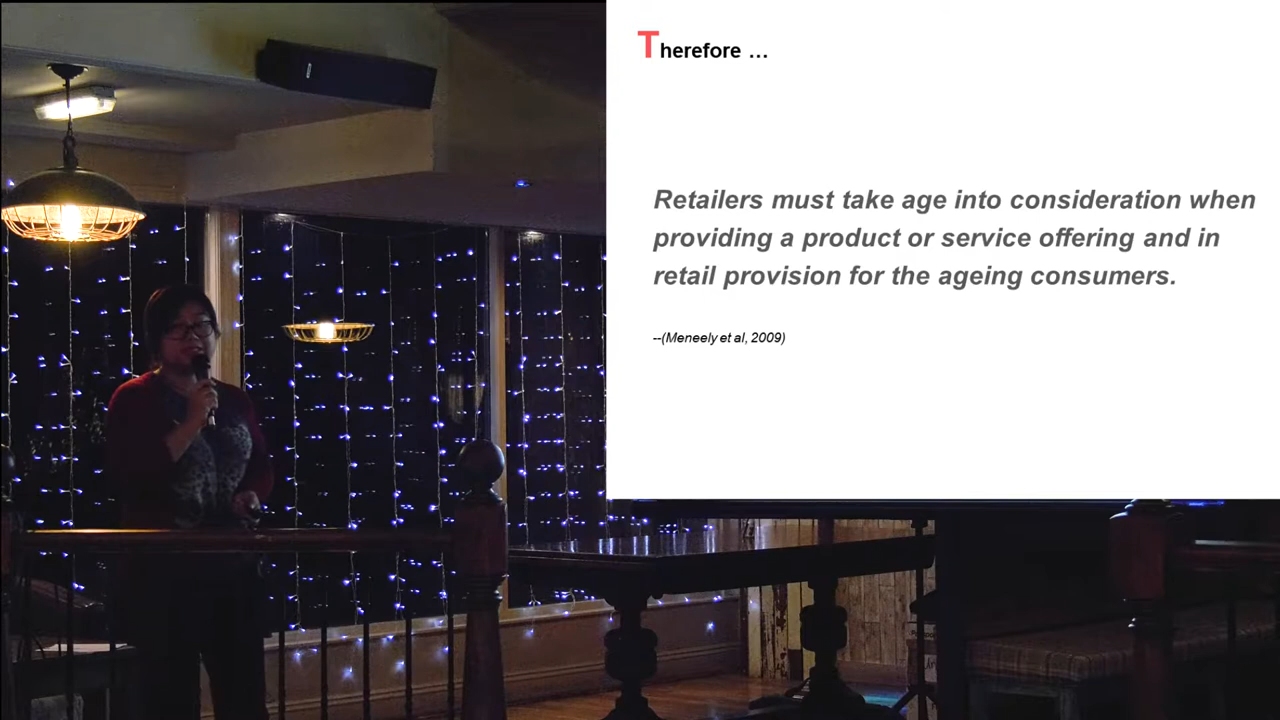 Therefore …
Retailers must take age into consideration when
providing a product or service offering and in
retail provision for the ageing consumers.
--(Meneely et al, 2009)